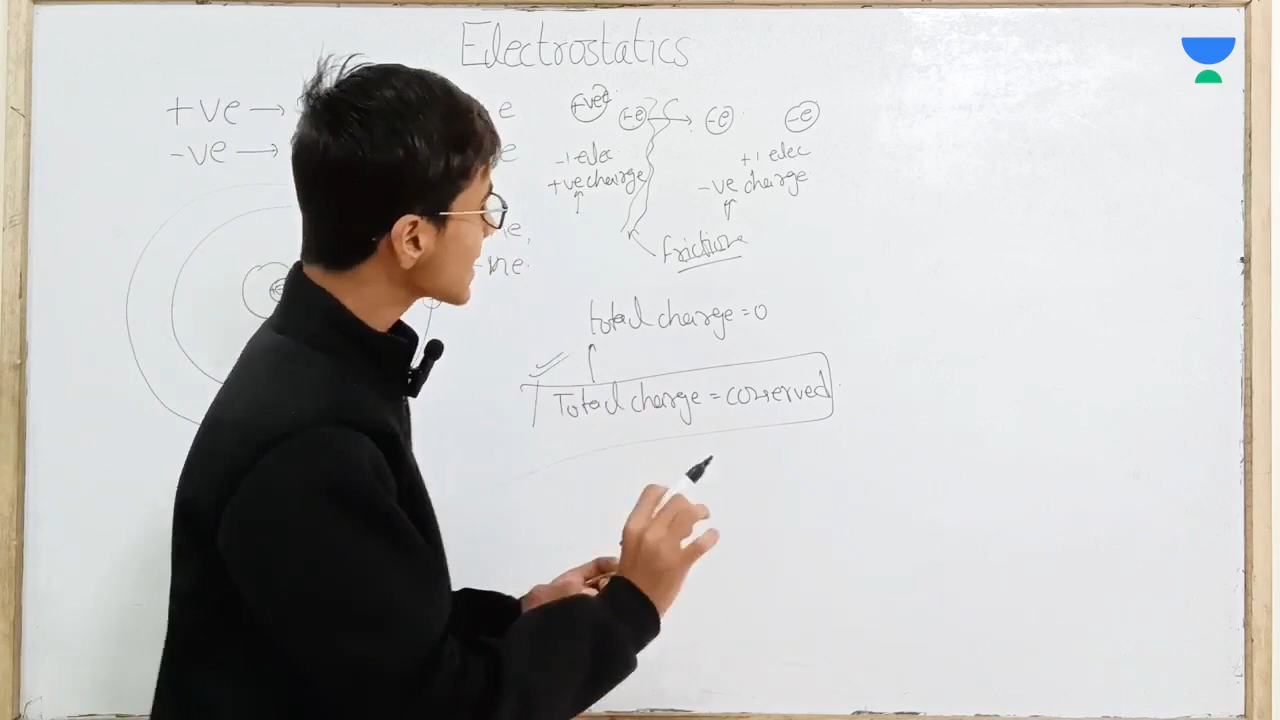 Electrostatics
+ve →
-ve →
e
e
+ve
+e → -e
-e
-1 elec
+ve charge
+1 elec
-ve charge
Friction
+e
-ne.
total charge = 0
Total charge = conserved